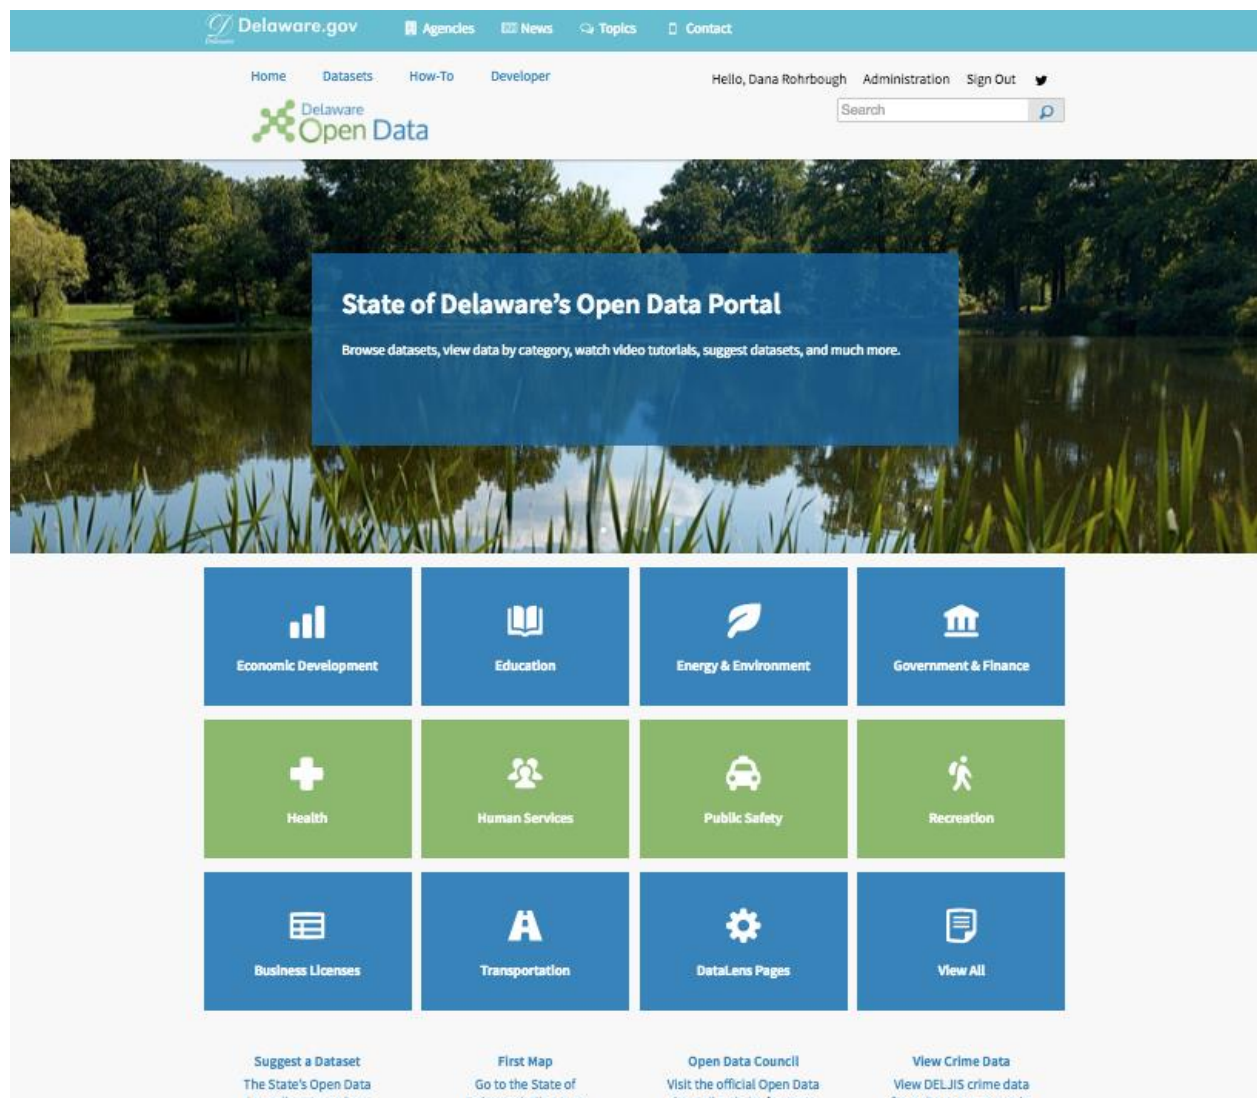 Delaware.gov Agencies News Topics Contact
Home Datasets How-To Developer
Hello, Dana Rohrbough Administration Sign Out
Delaware
Open Data
Search
State of Delaware's Open Data Portal
Browse datasets, view data by category, watch video tutorials, suggest datasets, and much more.
Economic Development
Education
Energy & Environment
Government & Finance
Health
Human Services
Public Safety
Recreation
Business Licenses
Transportation
DataLens Pages
View All
Suggest a Dataset
The State's Open Data
First Map
Go to the State of
Open Data Council
Visit the official Open Data
View Crime Data
View DELJIS crime data